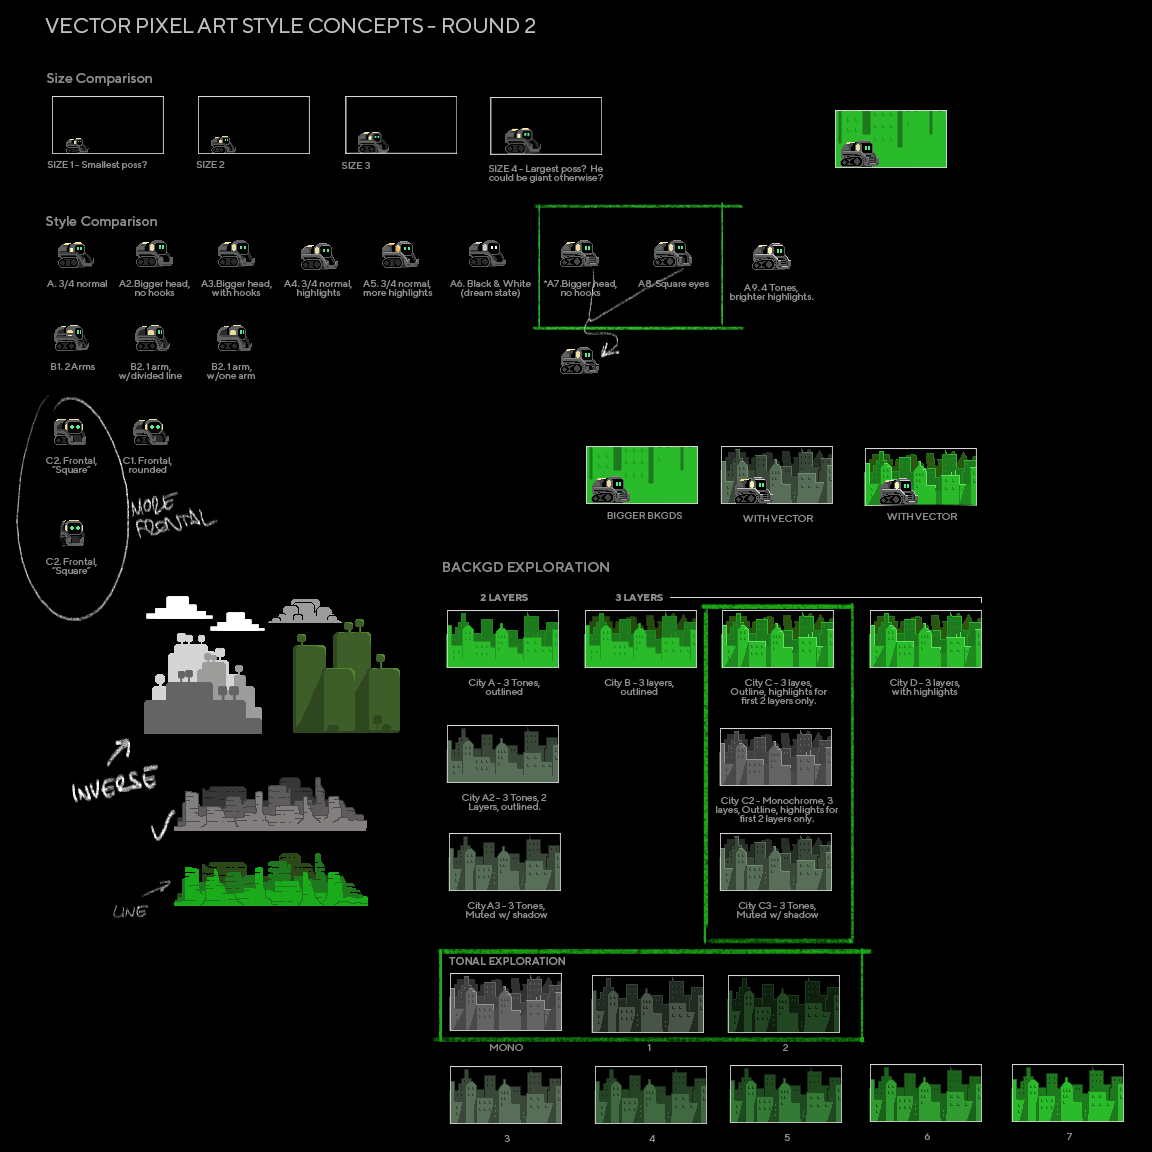 VECTOR PIXEL ART STYLE CONCEPTS - ROUND 2
Size Comparison
SIZE 1 - Smallest poss?
SIZE 2
SIZE 3
SIZE 4 - Largest poss? He
could be giant otherwise?
Style Comparison
A. 3/4 normal
A2.Bigger head,
no hooks
A3.Bigger head,
with hooks
A4. 3/4 normal,
highlights
A5. 3/4 normal,
more highlights
A6. Black & White
(dream state)
*A7.Bigger head,
no hooks
A8. Square eyes
A9. 4 Tones,
brighter highlights.
B1. 2Arms
B2. 1 arm,
w/divided line
B2. 1 arm,
w/one arm
C2. Frontal,
"Square"
C1. Frontal,
rounded
MORE
FRONTAL
C2. Frontal,
"Square"
BIGGER BKGDS
WITH VECTOR
WITH VECTOR
INVERSE
LINE
BACKGD EXPLORATION
2 LAYERS
3 LAYERS
City A - 3 Tones,
outlined
City B - 3 layers,
outlined
City C - 3 layes,
Outline, highlights for
first 2 layers only.
City D - 3 layers,
with highlights
City A2 - 3 Tones, 2
Layers, outlined.
City C2 - Monochrome, 3
layes, Outline, highlights for
first 2 layers only.
City A3 - 3 Tones,
Muted w/ shadow
City C3 - 3 Tones,
Muted w/ shadow
TONAL EXPLORATION
MONO
1
2
3
4
5
6
7